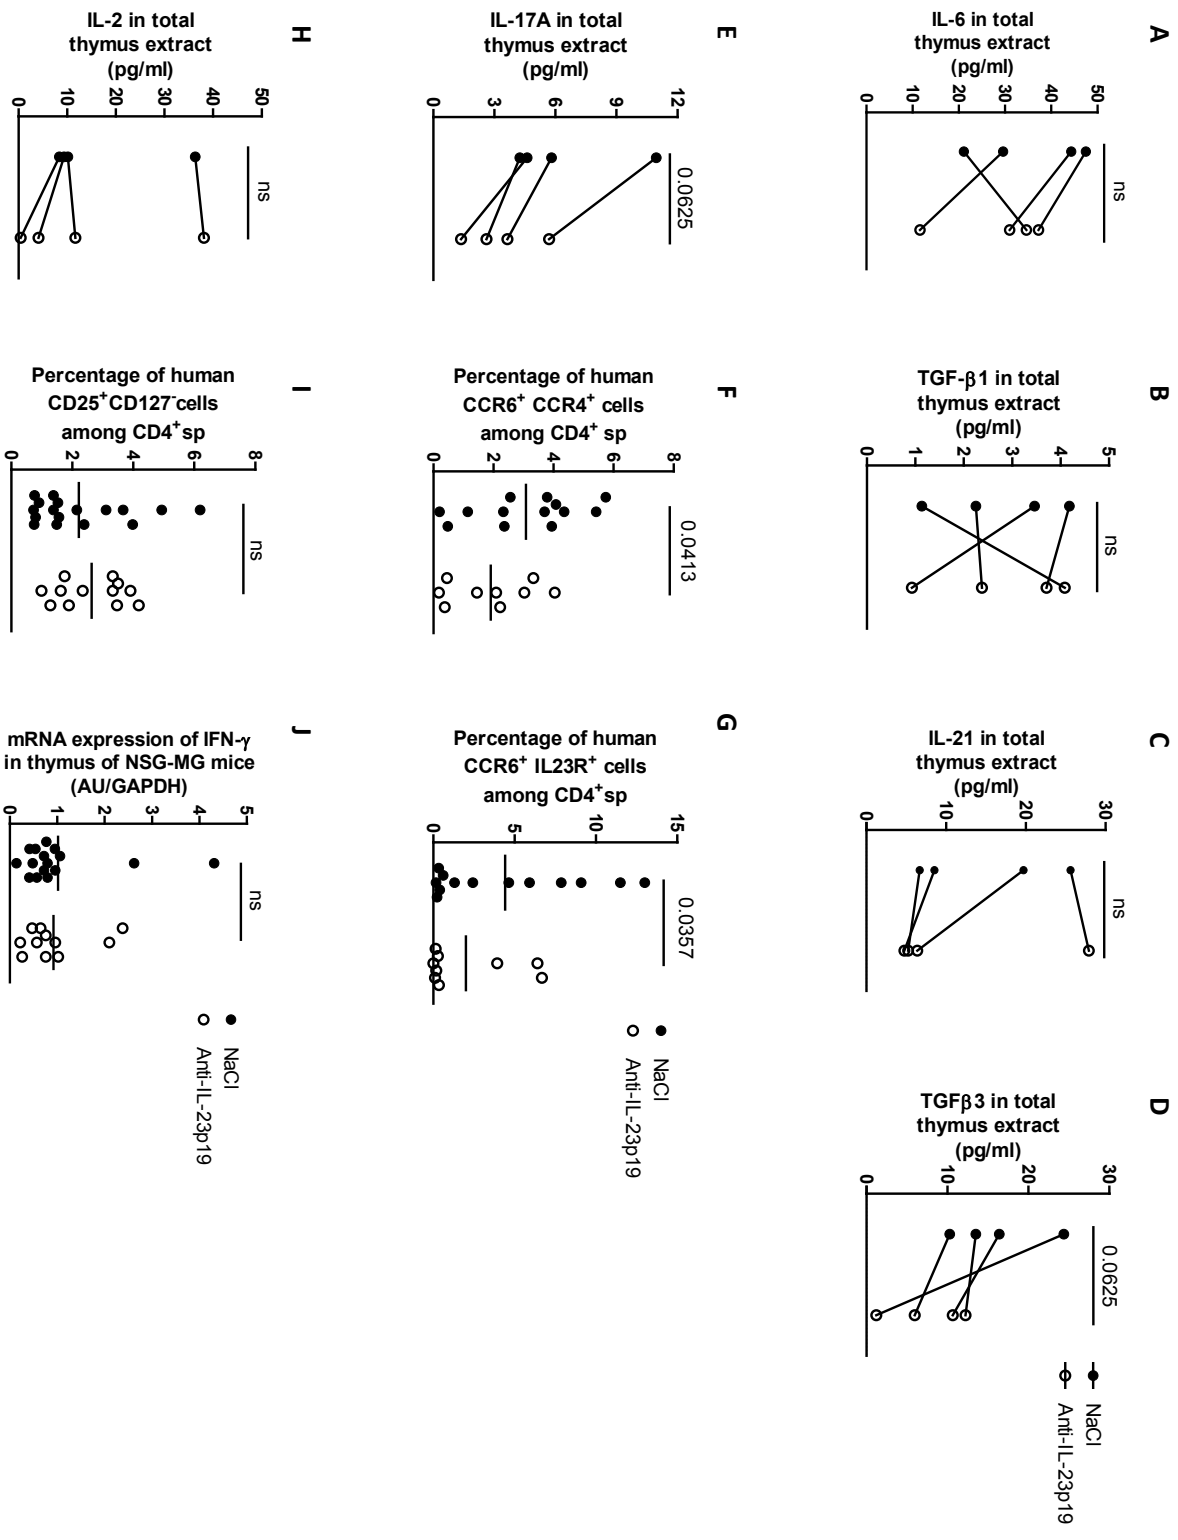 A
IL-6 in total
thymus extract
(pg/ml)
0
10
20
30
40
50
ns
B
TGF-β1 in total
thymus extract
(pg/ml)
0
1
2
3
4
5
ns
C
IL-21 in total
thymus extract
(pg/ml)
0
10
20
30
ns
D
TGFβ3 in total
thymus extract
(pg/ml)
0
10
20
30
0.0625
NaCl
Anti-IL-23p19
E
IL-17A in total
thymus extract
(pg/ml)
0
3
6
9
12
0.0625
F
Percentage of human
CCR6⁺ CCR4⁺ cells
among CD4⁺ sp
0
2
4
6
8
0.0413
G
Percentage of human
CCR6⁺ IL23R⁺ cells
among CD4⁺sp
0
5
10
15
0.0357
NaCl
Anti-IL-23p19
H
IL-2 in total
thymus extract
(pg/ml)
0
10
20
30
40
50
ns
I
Percentage of human
CD25⁺CD127⁻cells
among CD4⁺sp
0
2
4
6
8
ns
J
mRNA expression of IFN-γ
in thymus of NSG-MG mice
(AU/GAPDH)
0
1
2
3
4
5
ns
NaCl
Anti-IL-23p19